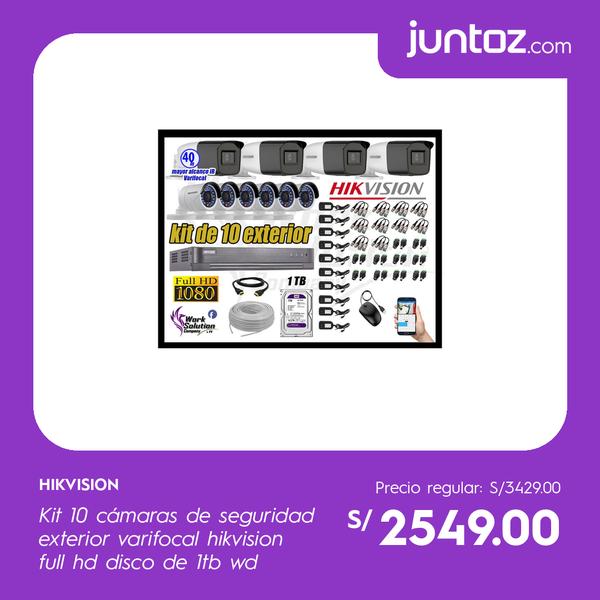 juntoz.com
40 M
mayor alcance IR
Varifocal
HIKVISION
kit de 10 exterior
Full HD
1080
1 TB
Work
Solution
Company
HIKVISION
Precio regular: S/3429.00
Kit 10 cámaras de seguridad
exterior varifocal hikvision
full hd disco de 1tb wd
S/ 2549.00